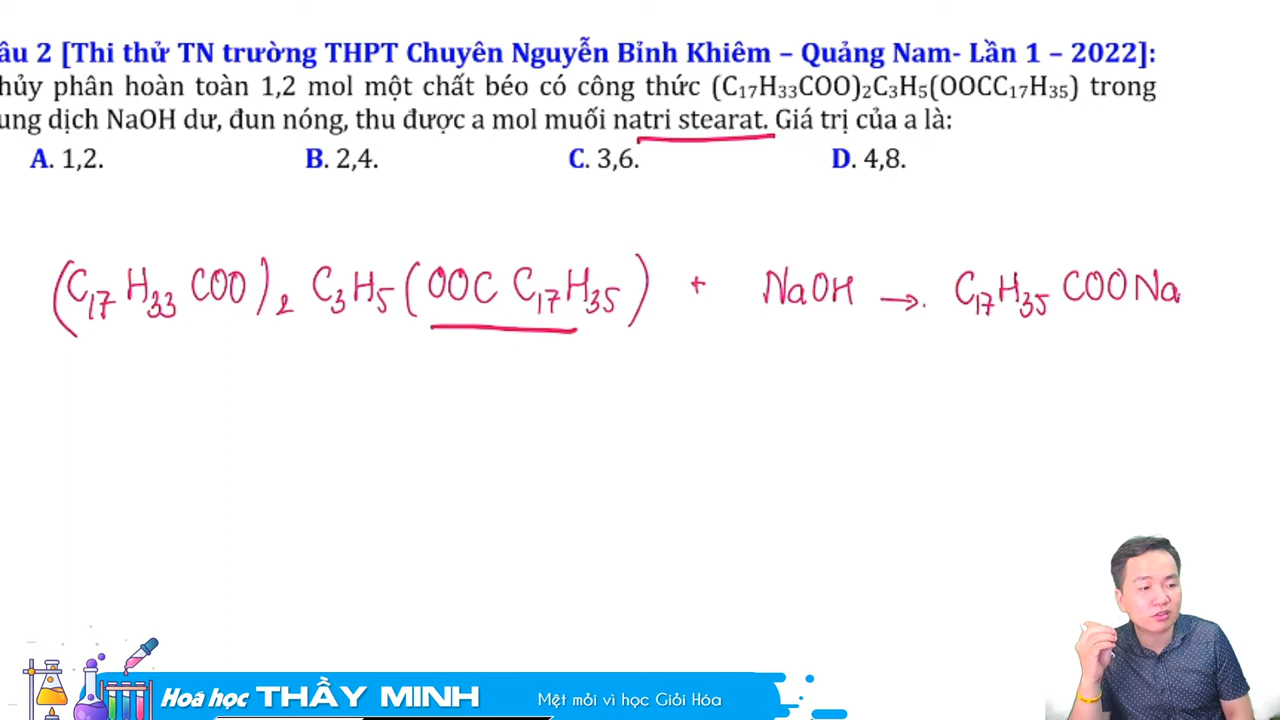 âu 2 [Thi thử TN trường THPT Chuyên Nguyễn Bỉnh Khiêm – Quảng Nam- Lần 1 – 2022]:
hủy phân hoàn toàn 1,2 mol một chất béo có công thức (C₁₇H₃₃COO)₂C₃H₅(OOCC₁₇H₃₅) trong
ung dịch NaOH dư, đun nóng, thu được a mol muối natri stearat. Giá trị của a là:
A. 1,2. B. 2,4. C. 3,6. D. 4,8.
(C₁₇H₃₃COO)₂C₃H₅(OOCC₁₇H₃₅) + NaOH → C₁₇H₃₅COONa
Hoá học THẦY MINH Mệt mỏi vì học Giỏi Hóa